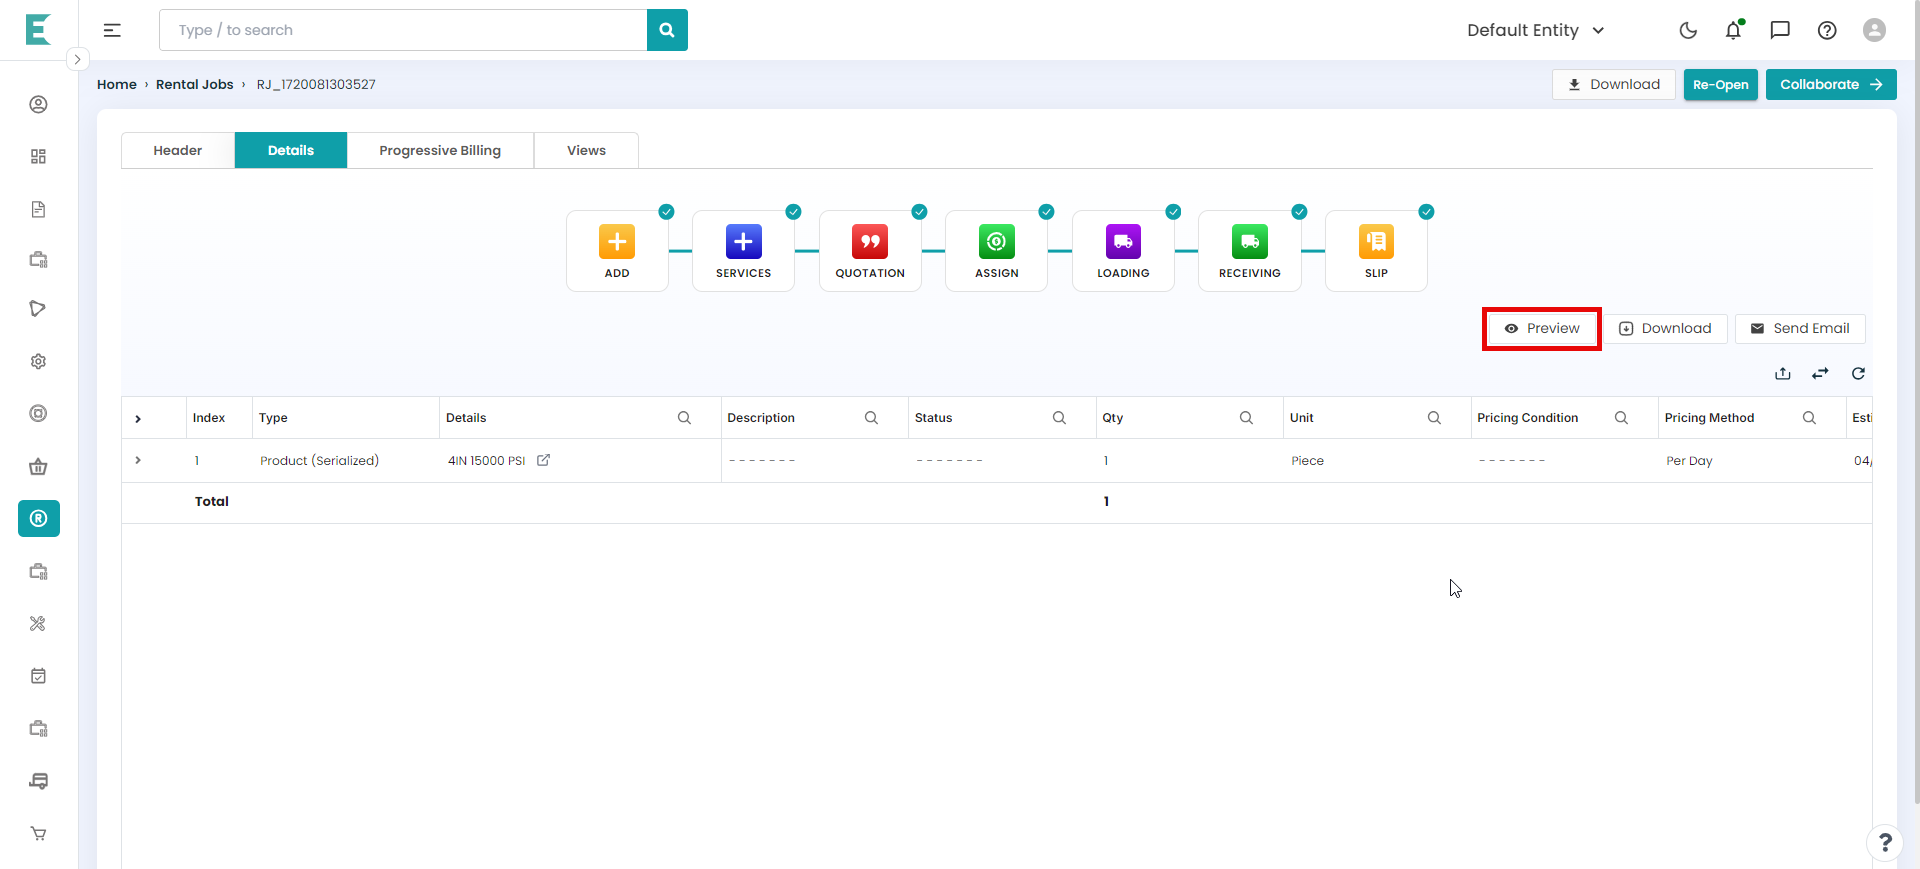 Type / to search
Default Entity
Home › Rental Jobs › RJ_1720081303527
Download
Re-Open
Collaborate
Header
Details
Progressive Billing
Views
ADD
SERVICES
QUOTATION
ASSIGN
LOADING
RECEIVING
SLIP
Preview
Download
Send Email
Index Type Details Description Status Qty Unit Pricing Condition Pricing Method Esti
1 Product (Serialized) 4IN 15000 PSI - - - - - - - - - - - - - - 1 Piece - - - - - - - Per Day 04/
Total 1